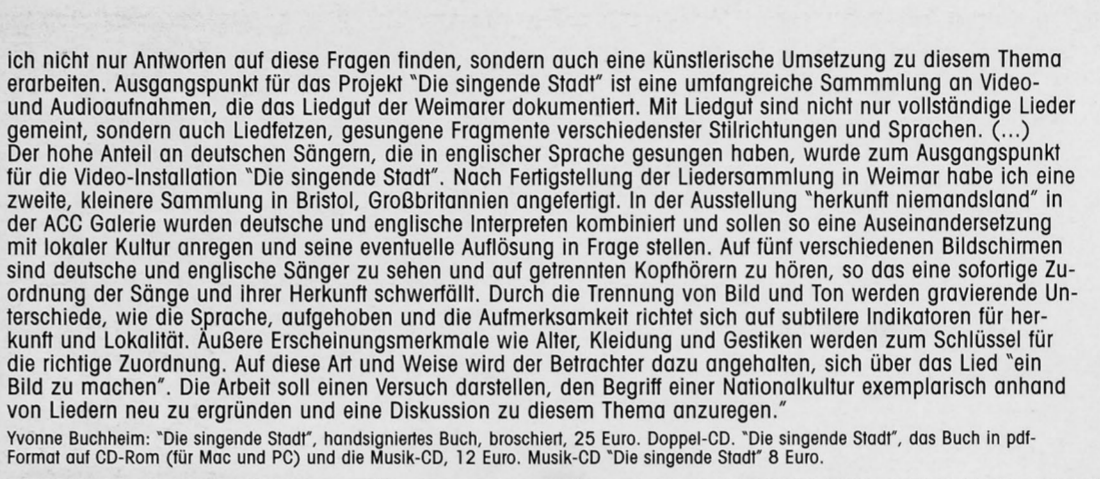 ich nicht nur Antworten auf diese Fragen finden, sondern auch eine künstlerische Umsetzung zu diesem Thema
erarbeiten. Ausgangspunkt für das Projekt "Die singende Stadt" ist eine umfangreiche Sammmlung an Video-
und Audioaufnahmen, die das Liedgut der Weimarer dokumentiert. Mit Liedgut sind nicht nur vollständige Lieder
gemeint, sondern auch Liedfetzen, gesungene Fragmente verschiedenster Stilrichtungen und Sprachen. (...)
Der hohe Anteil an deutschen Sängern, die in englischer Sprache gesungen haben, wurde zum Ausgangspunkt
für die Video-Installation "Die singende Stadt". Nach Fertigstellung der Liedersammlung in Weimar habe ich eine
zweite, kleinere Sammlung in Bristol, Großbritannien angefertigt. In der Ausstellung "herkunft niemandsland" in
der ACC Galerie wurden deutsche und englische Interpreten kombiniert und sollen so eine Auseinandersetzung
mit lokaler Kultur anregen und seine eventuelle Auflösung in Frage stellen. Auf fünf verschiedenen Bildschirmen
sind deutsche und englische Sänger zu sehen und auf getrennten Kopfhörern zu hören, so das eine sofortige Zu-
ordnung der Sänge und ihrer Herkunft schwerfällt. Durch die Trennung von Bild und Ton werden gravierende Un-
terschiede, wie die Sprache, aufgehoben und die Aufmerksamkeit richtet sich auf subtilere Indikatoren für her-
kunft und Lokalität. Äußere Erscheinungsmerkmale wie Alter, Kleidung und Gestiken werden zum Schlüssel für
die richtige Zuordnung. Auf diese Art und Weise wird der Betrachter dazu angehalten, sich über das Lied "ein
Bild zu machen". Die Arbeit soll einen Versuch darstellen, den Begriff einer Nationalkultur exemplarisch anhand
von Liedern neu zu ergründen und eine Diskussion zu diesem Thema anzuregen."
Yvonne Buchheim: "Die singende Stadt", handsigniertes Buch, broschiert, 25 Euro. Doppel-CD. "Die singende Stadt", das Buch in pdf-
Format auf CD-Rom (für Mac und PC) und die Musik-CD, 12 Euro. Musik-CD "Die singende Stadt" 8 Euro.